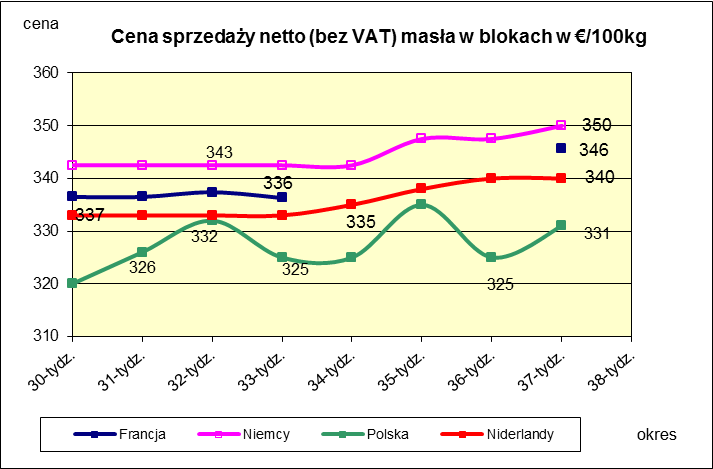 cena
Cena sprzedaży netto (bez VAT) masła w blokach w €/100kg
360
350
340
330
320
310
343
336
337
332
326
325
335
325
350
346
340
331
30-tydz.
31-tydz.
32-tydz.
33-tydz.
34-tydz.
35-tydz.
36-tydz.
37-tydz.
38-tydz.
Francja Niemcy Polska Niderlandy
okres